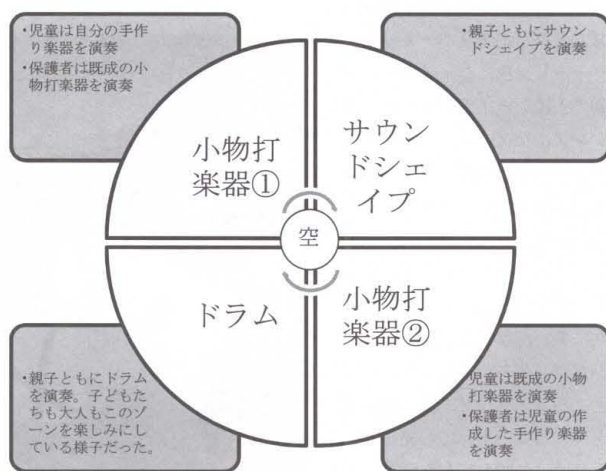 ・児童は自分の手作
り楽器を演奏
・保護者は既成の小
物打楽器を演奏
・親子ともにサウン
ドシェイプを演奏
小物打
楽器①
サウン
ドシェ
イプ
空
ドラム
小物打
楽器②
・親子ともにドラム
を演奏。子どもた
ちも大人もこのゾ
ーンを楽しみにし
ている様子だった。
児童は既成の小物
打楽器を演奏
・保護者は児童の作
成した手作り楽器
を演奏